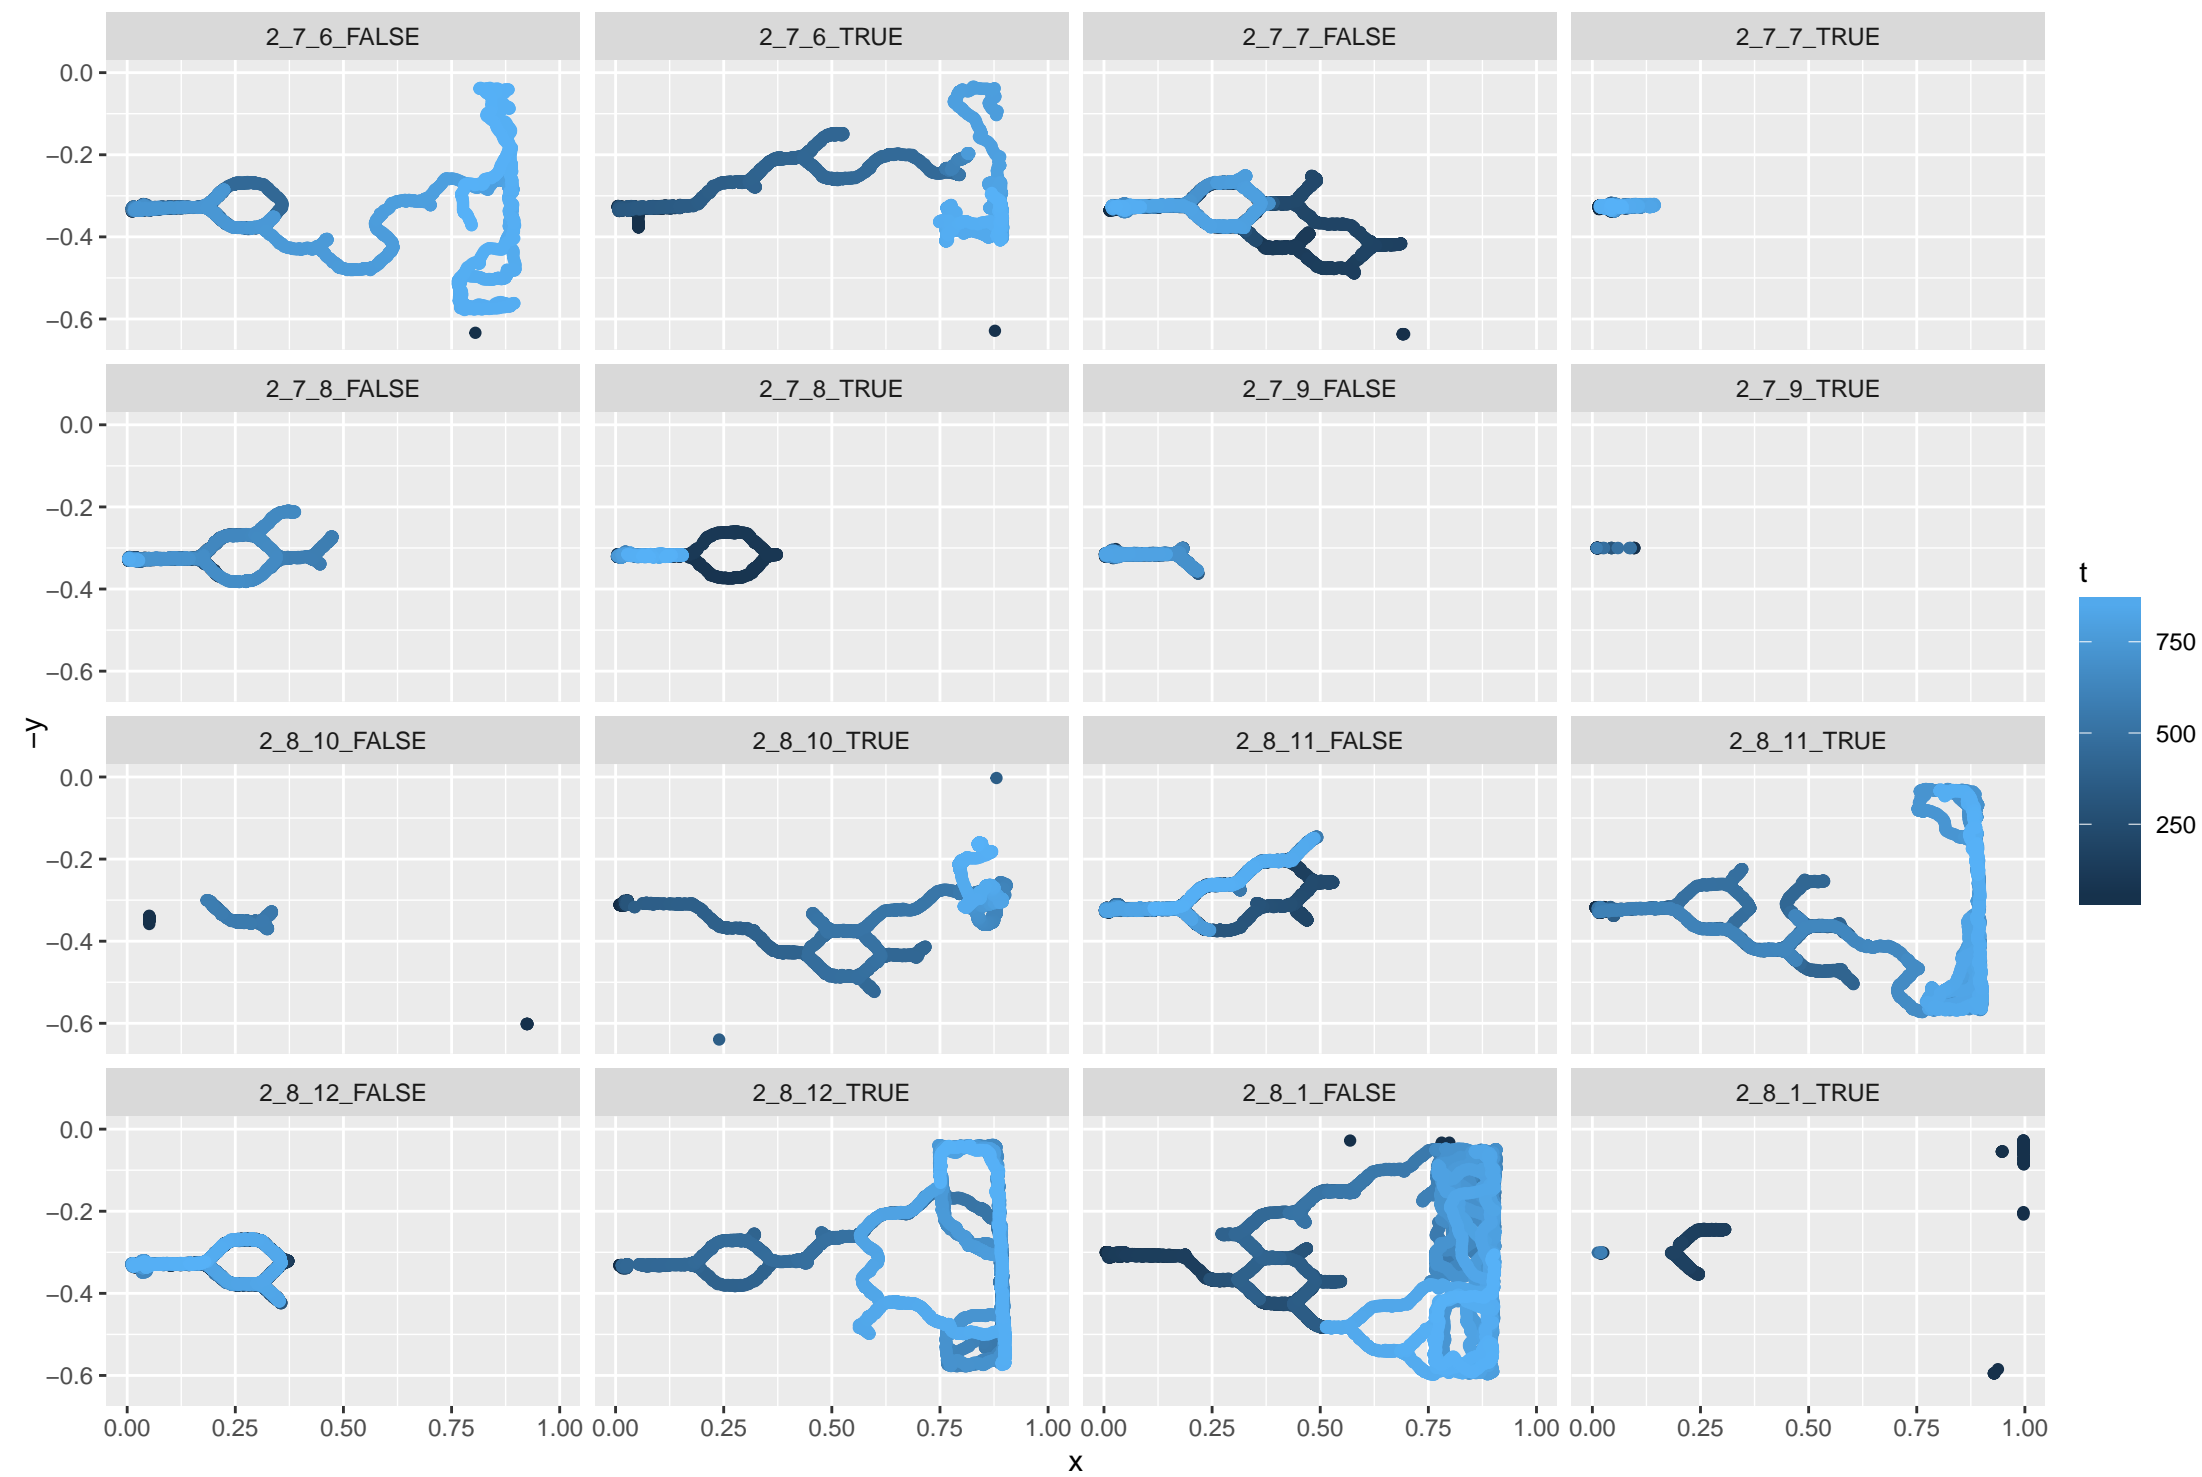 2_7_6_FALSE 2_7_6_TRUE 2_7_7_FALSE 2_7_7_TRUE
0.0
−0.2
−0.4
−0.6
2_7_8_FALSE 2_7_8_TRUE 2_7_9_FALSE 2_7_9_TRUE
0.0
−0.2
−0.4
−0.6
2_8_10_FALSE 2_8_10_TRUE 2_8_11_FALSE 2_8_11_TRUE
0.0
−0.2
−0.4
−0.6
2_8_12_FALSE 2_8_12_TRUE 2_8_1_FALSE 2_8_1_TRUE
0.0
−0.2
−0.4
−0.6
0.00 0.25 0.50 0.75 1.00 0.00 0.25 0.50 0.75 1.00 0.00 0.25 0.50 0.75 1.00 0.00 0.25 0.50 0.75 1.00
x
−y
t
750
500
250